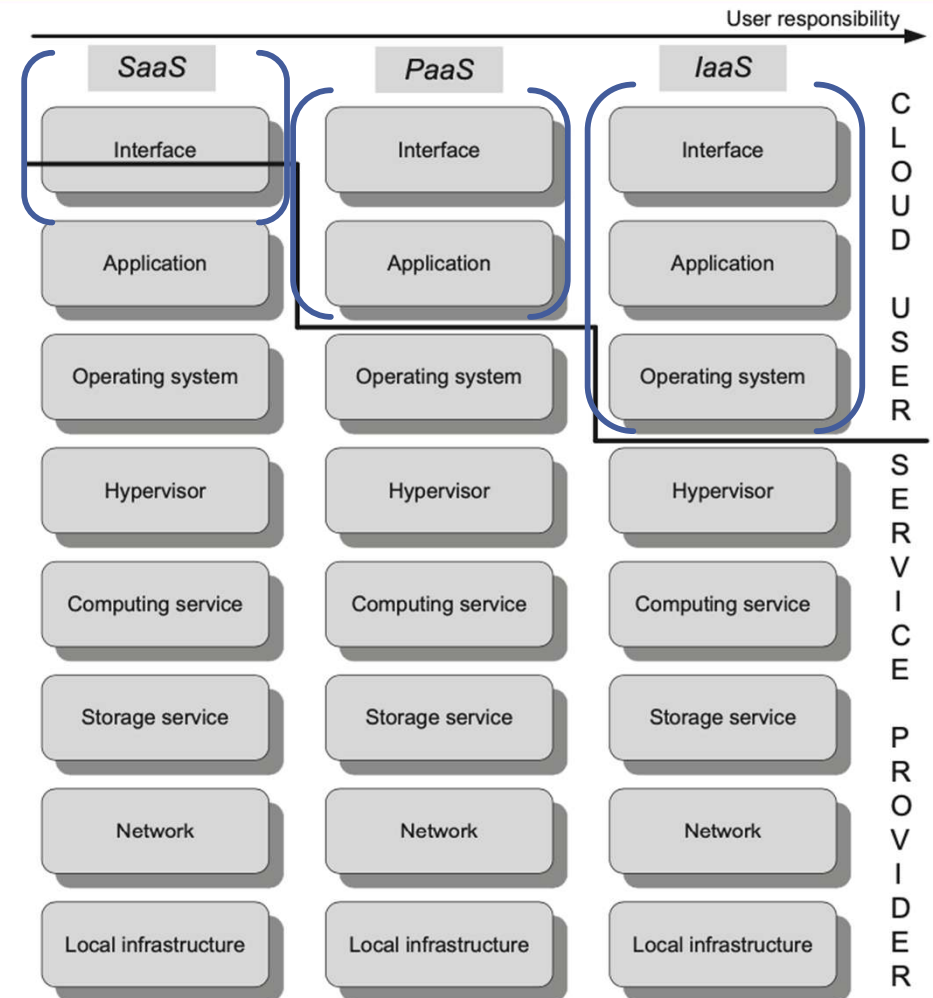 User responsibility
SaaS PaaS IaaS
Interface Interface Interface
Application Application Application
Operating system Operating system Operating system
Hypervisor Hypervisor Hypervisor
Computing service Computing service Computing service
Storage service Storage service Storage service
Network Network Network
Local infrastructure Local infrastructure Local infrastructure
CLOUD USER
SERVICE PROVIDER